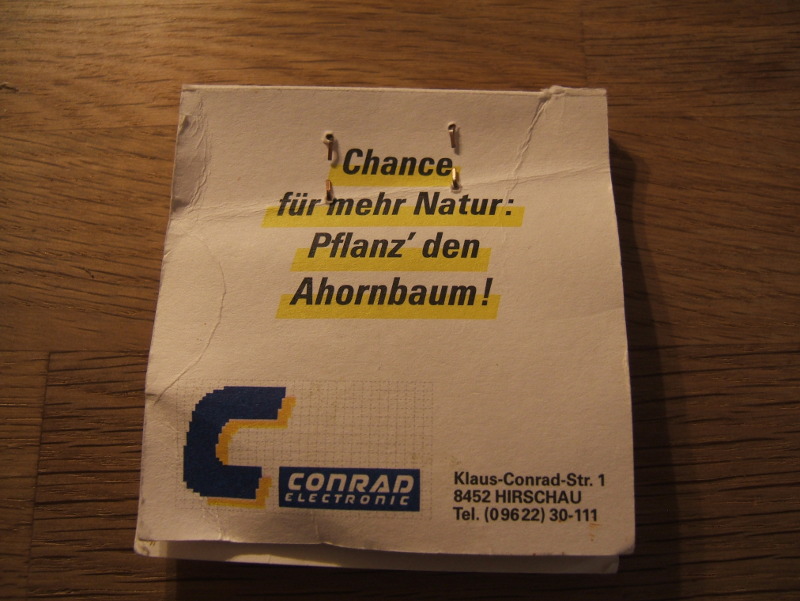 Chance
für mehr Natur:
Pflanz' den
Ahornbaum!
C
CONRAD
ELECTRONIC
Klaus-Conrad-Str. 1
8452 HIRSCHAU
Tel. (09622) 30-111